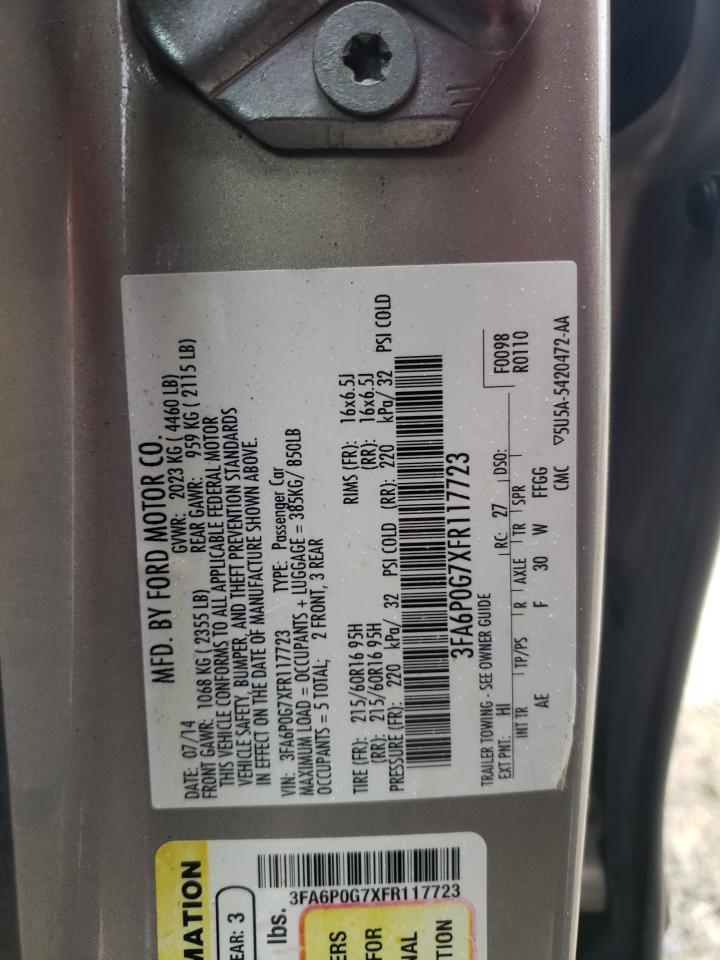 MFD. BY FORD MOTOR CO.
DATE: 07/14 GVWR: 2023 KG ( 4460 LB)
FRONT GAWR: 1068 KG ( 2355 LB) REAR GAWR: 959 KG ( 2115 LB)
THIS VEHICLE CONFORMS TO ALL APPLICABLE FEDERAL MOTOR
VEHICLE SAFETY, BUMPER, AND THEFT PREVENTION STANDARDS
IN EFFECT ON THE DATE OF MANUFACTURE SHOWN ABOVE.
VIN: 3FA6P0G7XFR117723 TYPE: Passenger Car
MAXIMUM LOAD = OCCUPANTS + LUGGAGE = 385KG/ 850LB
OCCUPANTS = 5 TOTAL; 2 FRONT, 3 REAR
TIRE (FR): 215/60R16 95H RIMS (FR): 16x6.5J
(RR): 215/60R16 95H (RR): 16x6.5J
PRESSURE (FR): 220 kPa/ 32 PSI COLD (RR): 220 kPa/ 32 PSI COLD
3FA6P0G7XFR117723
TRAILER TOWING - SEE OWNER GUIDE
F0098
R0110
EXT PNT: HI RC: 27 DSO:
INT TR TP/PS R AXLE TR SPR
AE F 30 W FFGG
CMC ▽5U5A-5420472-AA
MATION
EAR: 3
lbs.
3FA6P0G7XFR117723
ERS
FOR
NAL
TION